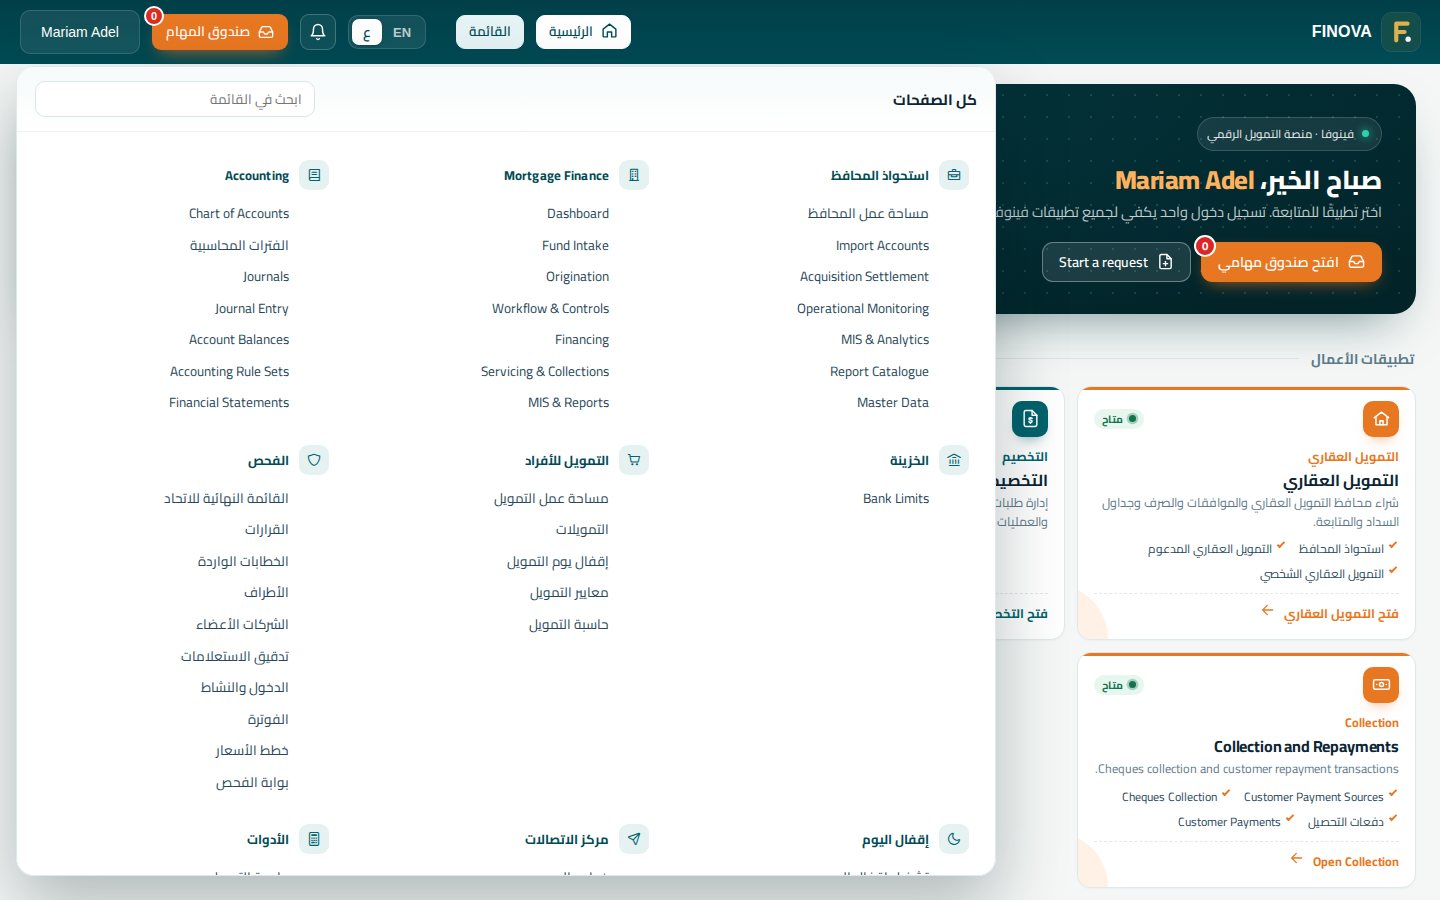 FINOVA
الرئيسية
القائمة
EN
ع
صندوق المهام
0
Mariam Adel
فينوفا · منصة التمويل الرقمي
صباح الخير، Mariam Adel
اختر تطبيقًا للمتابعة. تسجيل دخول واحد يكفي لجميع تطبيقات فينوفا
افتح صندوق مهامي
0
Start a request
تطبيقات الأعمال
متاح
التمويل العقاري
التمويل العقاري
شراء محافظ التمويل العقاري والموافقات والصرف وجداول
السداد والمتابعة.
استحواذ المحافظ
التمويل العقاري المدعوم
التمويل العقاري الشخصي
فتح التمويل العقاري
التخصيم
إدارة طلبات
والعمليات
فتح
متاح
Collection
Collection and Repayments
Cheques collection and customer repayment transactions.
Customer Payment Sources
Cheques Collection
دفعات التحصيل
Customer Payments
Open Collection
كل الصفحات
ابحث في القائمة
استحواذ المحافظ
مساحة عمل المحافظ
Import Accounts
Acquisition Settlement
Operational Monitoring
MIS & Analytics
Report Catalogue
Master Data
Mortgage Finance
Dashboard
Fund Intake
Origination
Workflow & Controls
Financing
Servicing & Collections
MIS & Reports
Accounting
Chart of Accounts
الفترات المحاسبية
Journals
Journal Entry
Account Balances
Accounting Rule Sets
Financial Statements
الخزينة
Bank Limits
التمويل للأفراد
مساحة عمل التمويل
التمويلات
إقفال يوم التمويل
معايير التمويل
حاسبة التمويل
الفحص
القائمة النهائية للاتحاد
القرارات
الخطابات الواردة
الأطراف
الشركات الأعضاء
تدقيق الاستعلامات
الدخول والنشاط
الفوترة
خطط الأسعار
بوابة الفحص
إقفال اليوم
مركز الاتصالات
الأدوات